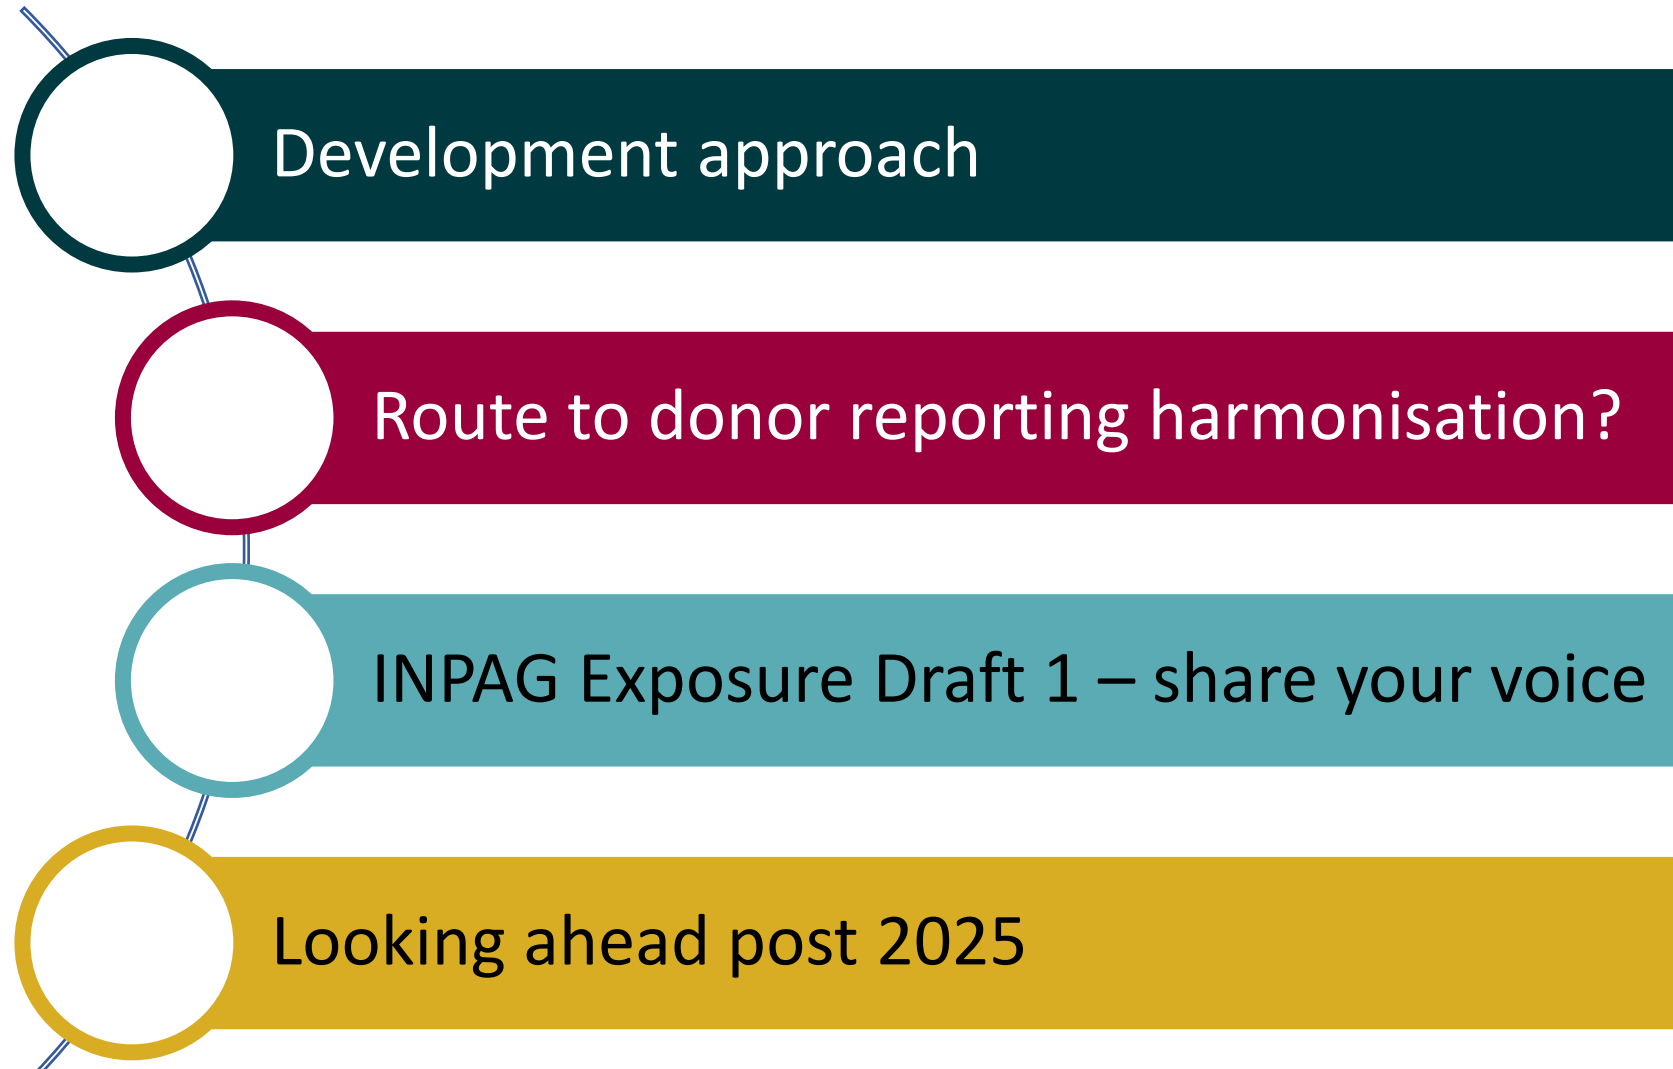 Development approach
Route to donor reporting harmonisation?
INPAG Exposure Draft 1 – share your voice
Looking ahead post 2025